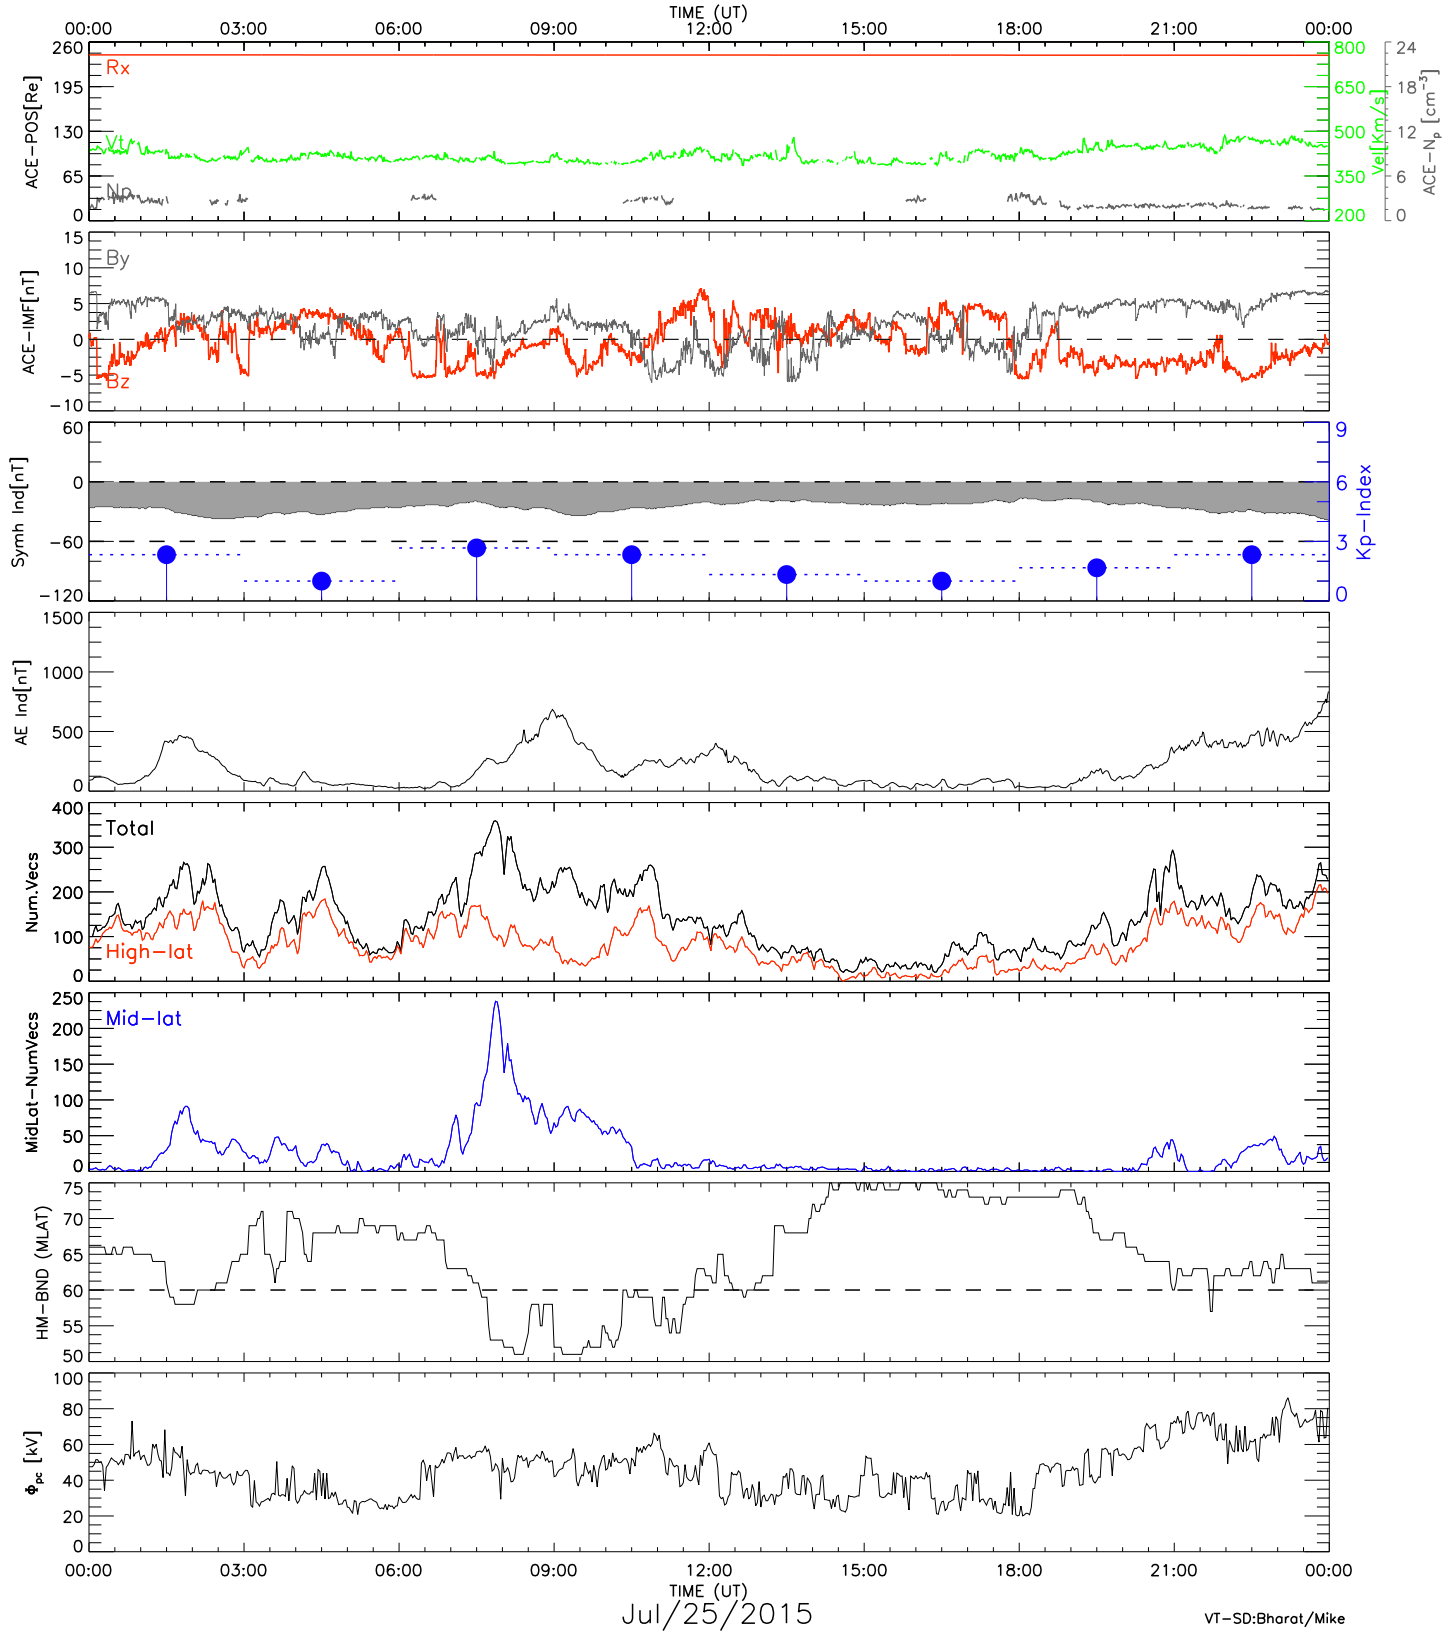 TIME (UT)
00:00 03:00 06:00 09:00 12:00 15:00 18:00 21:00 00:00
260 195 130 65 0
ACE-POS[Re]
Rx
Vt
Np
800 650 500 350 200
Vel[Km/s]
24 18 12 6 0
ACE-Np [cm-3]
15 10 5 0 -5 -10
ACE-IMF[nT]
By
Bz
60 0 -60 -120
Symh Ind[nT]
9 6 3 0
Kp-Index
1500 1000 500 0
AE Ind[nT]
400 300 200 100 0
Num.Vecs
Total
High-lat
250 200 150 100 50 0
MidLat-NumVecs
Mid-lat
75 70 65 60 55 50
HM-BND (MLAT)
100 80 60 40 20 0
Φpc [kV]
00:00 03:00 06:00 09:00 12:00 15:00 18:00 21:00 00:00
TIME (UT)
Jul/25/2015
VT-SD:Bharat/Mike